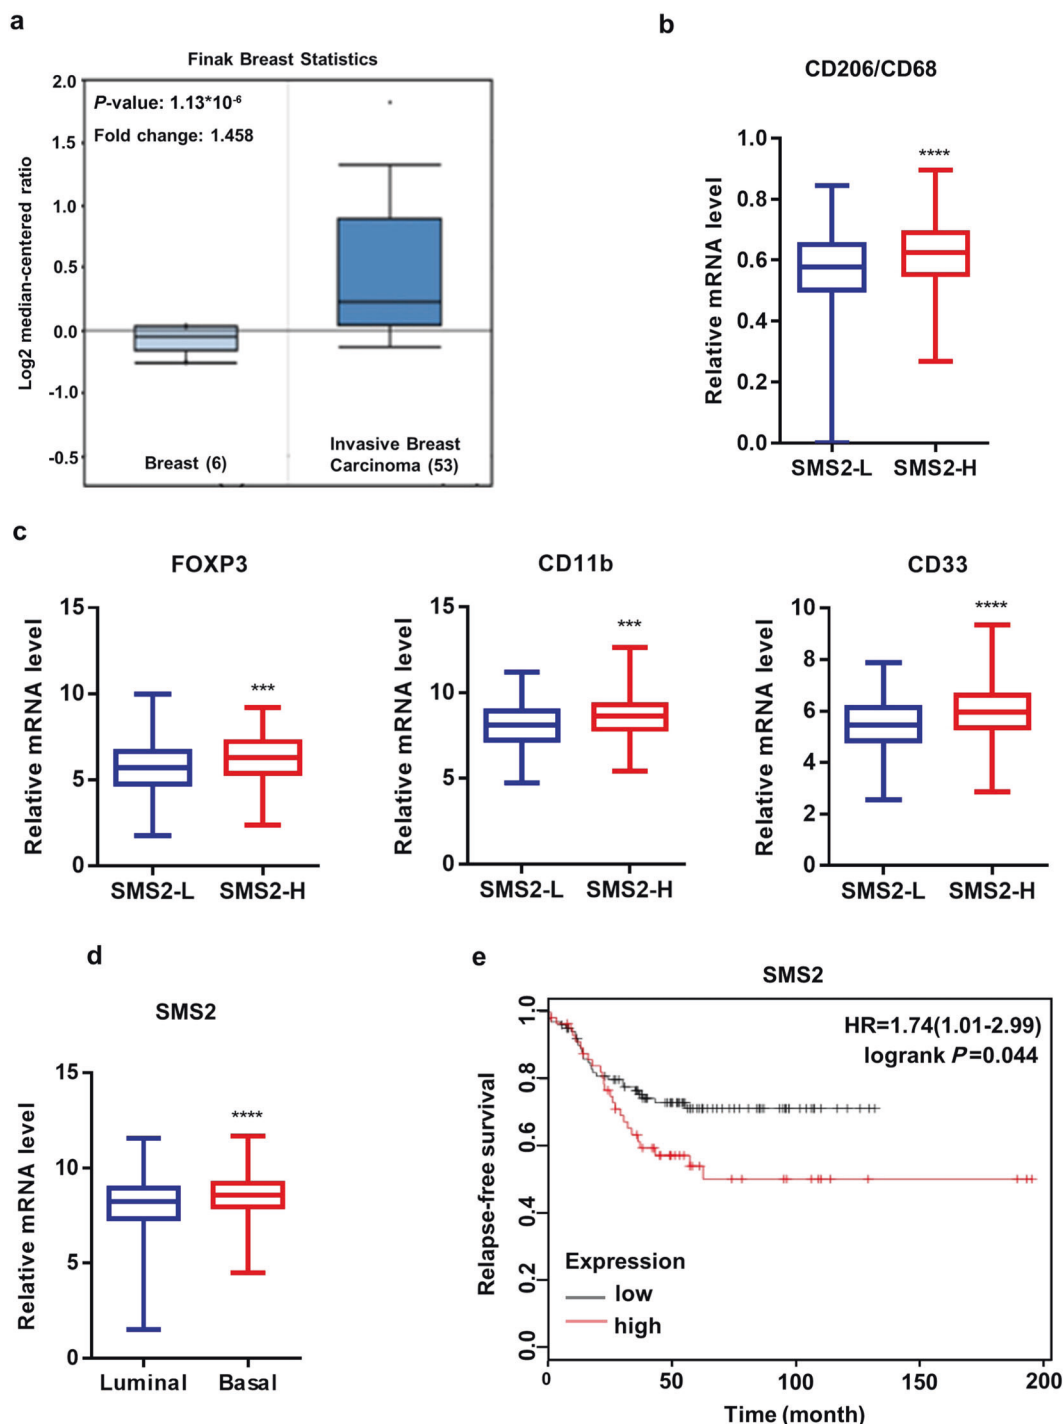 a
Finak Breast Statistics
Log2 median-centered ratio
2.0
1.5
1.0
0.5
0.0
-1.0
-0.5
P-value: 1.13*10-6
Fold change: 1.458
Breast (6)
Invasive Breast
Carcinoma (53)
b
CD206/CD68
Relative mRNA level
1.0
0.8
0.6
0.4
0.2
0.0
****
SMS2-L
SMS2-H
c
FOXP3
Relative mRNA level
15
10
5
0
***
SMS2-L
SMS2-H
CD11b
Relative mRNA level
15
10
5
0
***
SMS2-L
SMS2-H
CD33
Relative mRNA level
10
8
6
4
2
0
****
SMS2-L
SMS2-H
d
SMS2
Relative mRNA level
15
10
5
0
****
Luminal
Basal
e
SMS2
Relapse-free survival
1.0
0.8
0.6
0.4
0.2
0.0
HR=1.74(1.01-2.99)
logrank P=0.044
Expression
low
high
0
50
100
150
200
Time (month)